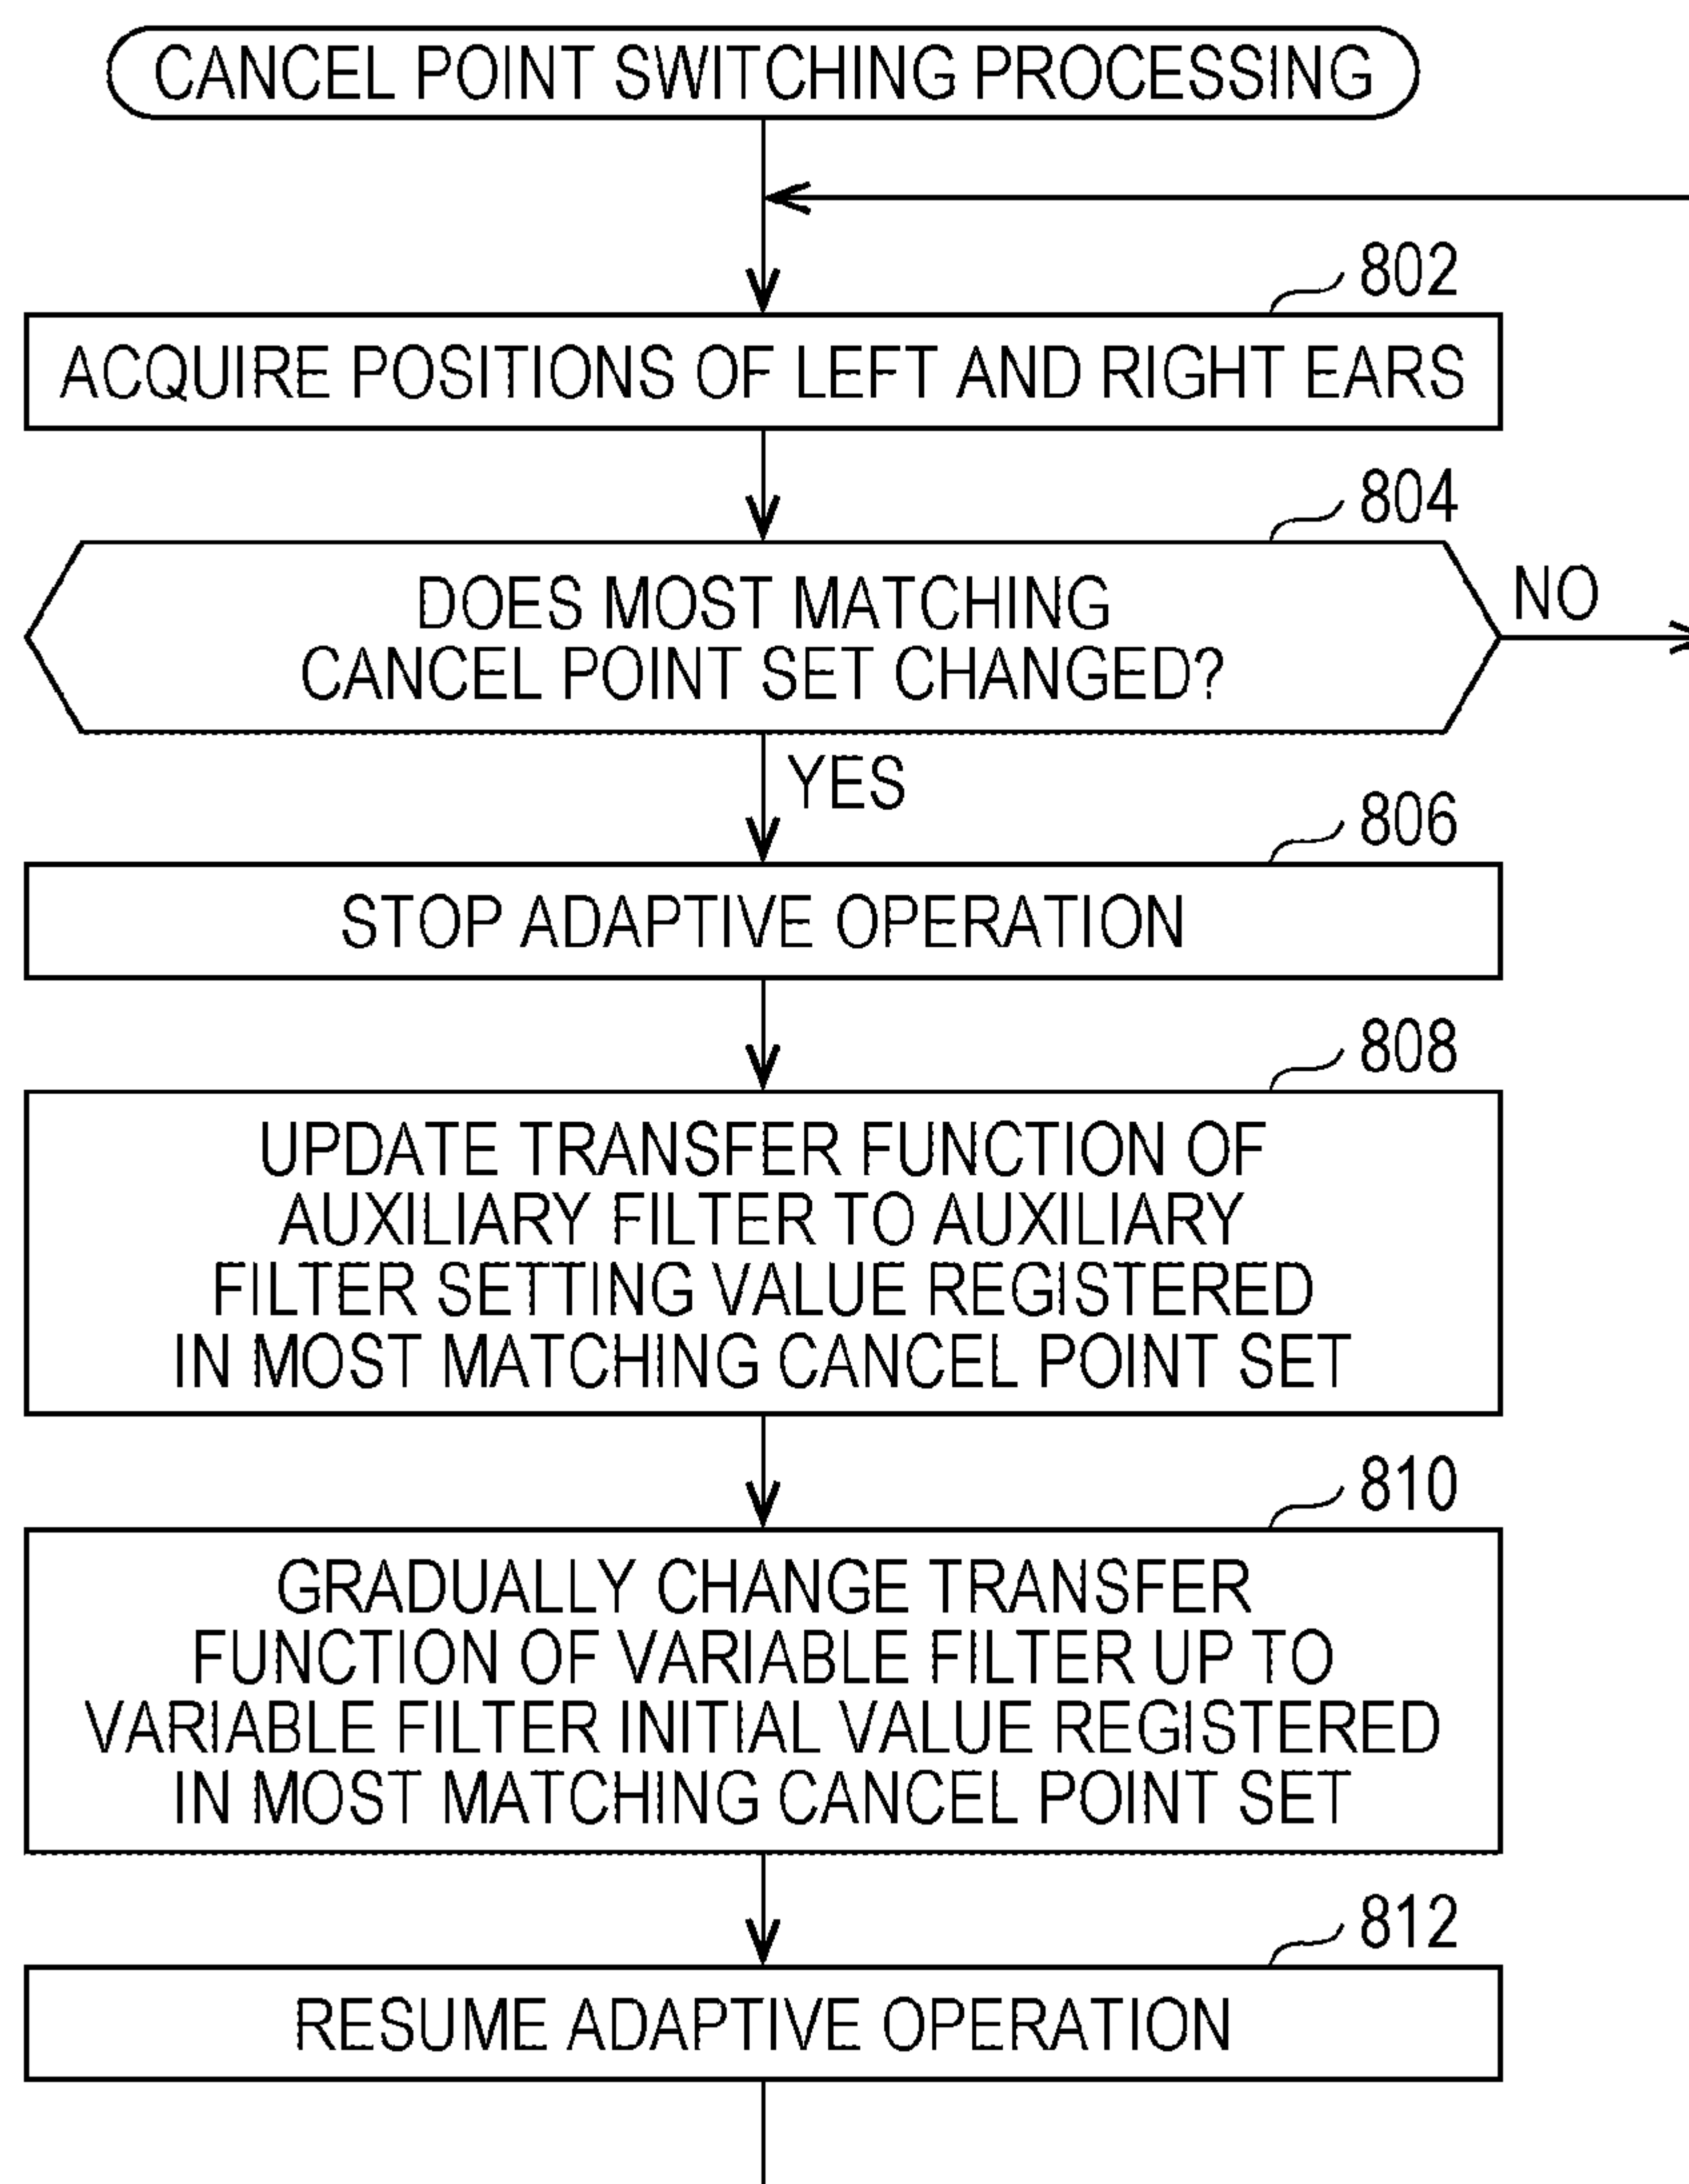 CANCEL POINT SWITCHING PROCESSING
802
ACQUIRE POSITIONS OF LEFT AND RIGHT EARS
804
DOES MOST MATCHING
CANCEL POINT SET CHANGED?
NO
YES
806
STOP ADAPTIVE OPERATION
808
UPDATE TRANSFER FUNCTION OF
AUXILIARY FILTER TO AUXILIARY
FILTER SETTING VALUE REGISTERED
IN MOST MATCHING CANCEL POINT SET
810
GRADUALLY CHANGE TRANSFER
FUNCTION OF VARIABLE FILTER UP TO
VARIABLE FILTER INITIAL VALUE REGISTERED
IN MOST MATCHING CANCEL POINT SET
812
RESUME ADAPTIVE OPERATION